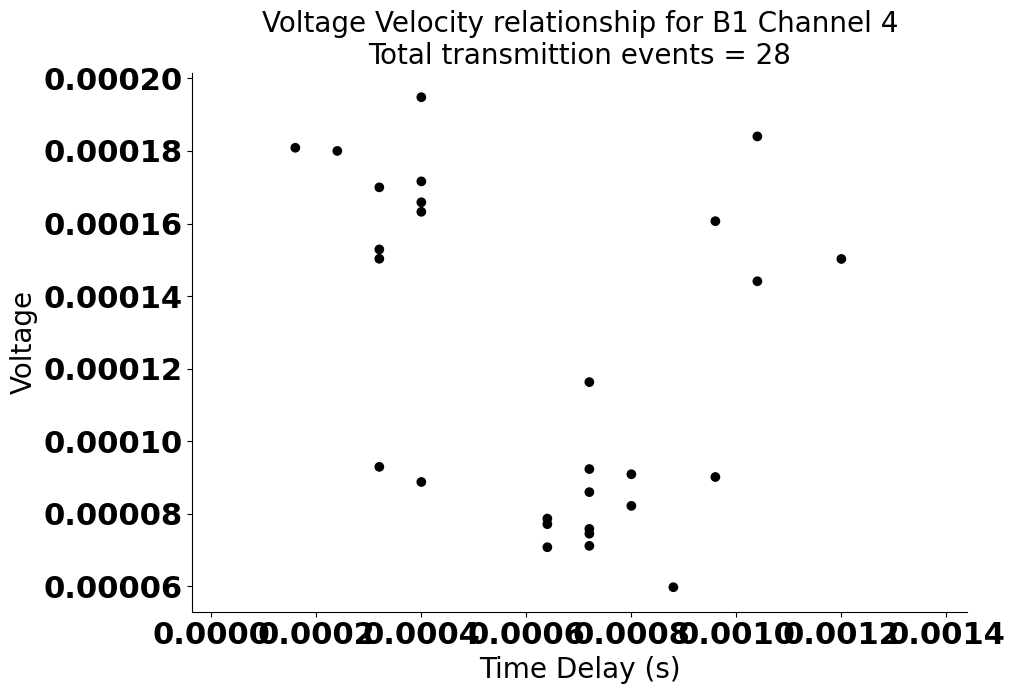 Voltage Velocity relationship for B1 Channel 4
Total transmittion events = 28
0.00020
0.00018
0.00016
0.00014
0.00012
0.00010
0.00008
0.00006
Voltage
0.0000 0.0002 0.0004 0.0006 0.0008 0.0010 0.0012 0.0014
Time Delay (s)